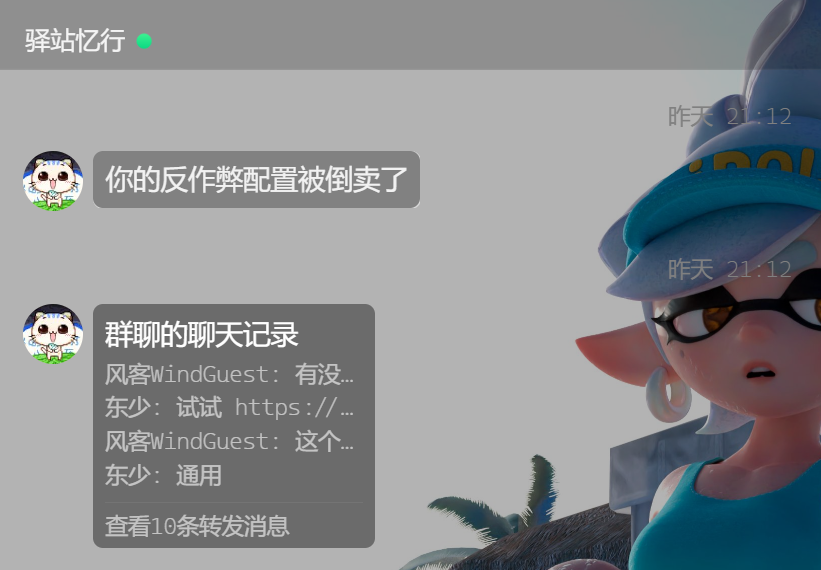 驿站忆行
昨天 21:12
你的反作弊配置被倒卖了
昨天 21:12
群聊的聊天记录
风客WindGuest: 有没…
东少: 试试 https://…
风客WindGuest: 这个…
东少: 通用
查看10条转发消息